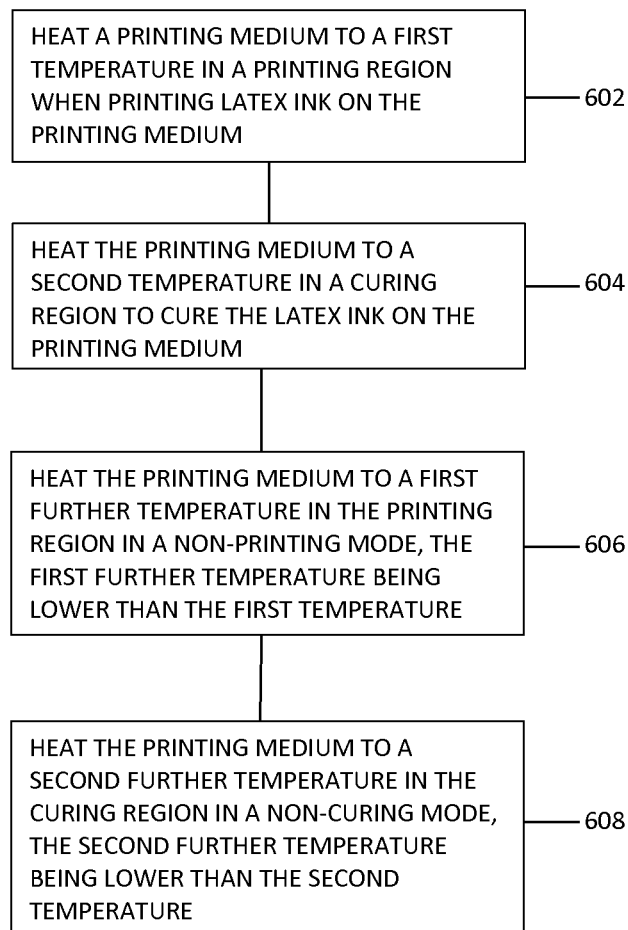 HEAT A PRINTING MEDIUM TO A FIRST
TEMPERATURE IN A PRINTING REGION
WHEN PRINTING LATEX INK ON THE
PRINTING MEDIUM
602
HEAT THE PRINTING MEDIUM TO A
SECOND TEMPERATURE IN A CURING
REGION TO CURE THE LATEX INK ON THE
PRINTING MEDIUM
604
HEAT THE PRINTING MEDIUM TO A FIRST
FURTHER TEMPERATURE IN THE PRINTING
REGION IN A NON-PRINTING MODE, THE
FIRST FURTHER TEMPERATURE BEING
LOWER THAN THE FIRST TEMPERATURE
606
HEAT THE PRINTING MEDIUM TO A
SECOND FURTHER TEMPERATURE IN THE
CURING REGION IN A NON-CURING MODE,
THE SECOND FURTHER TEMPERATURE
BEING LOWER THAN THE SECOND
TEMPERATURE
608